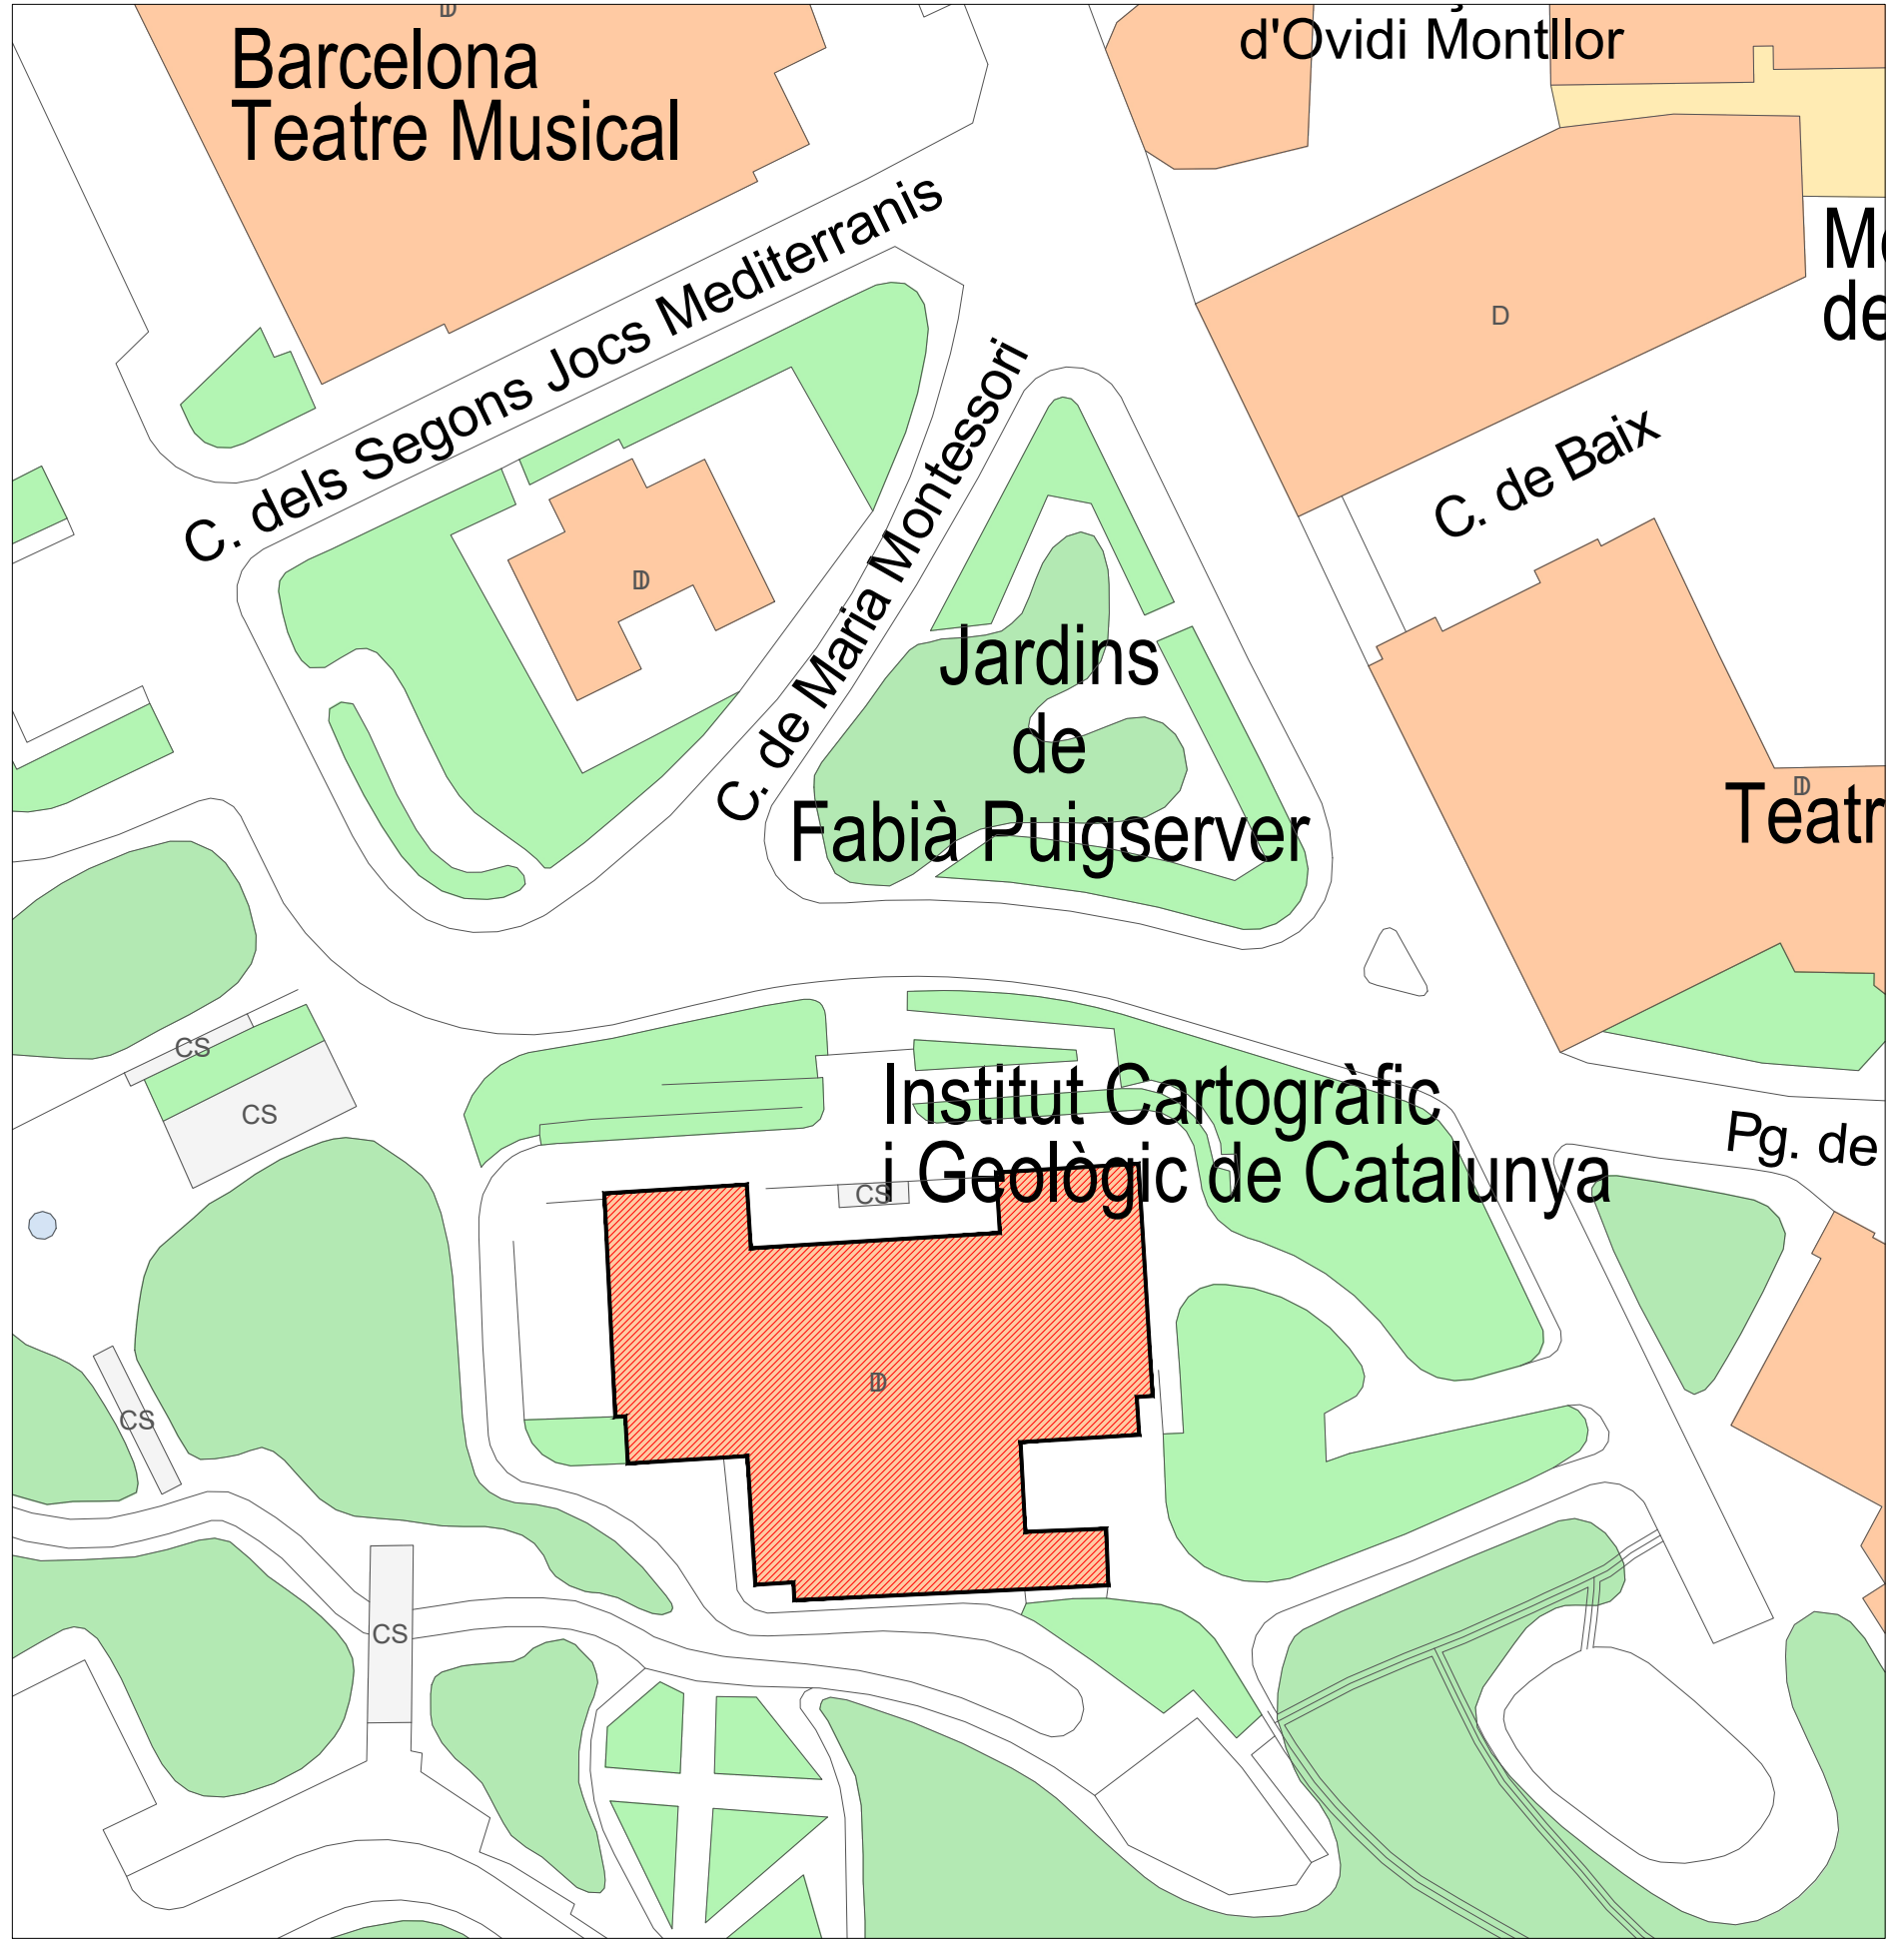 Barcelona
Teatre Musical
d'Ovidi Montllor
C. dels Segons Jocs Mediterranis
C. de Maria Montessori
D
C. de Baix
Jardins
de
Fabià Puigserver
Teatr
CS
CS
Institut Cartogràfic
i Geològic de Catalunya
Pg. de
CS
CS
CS